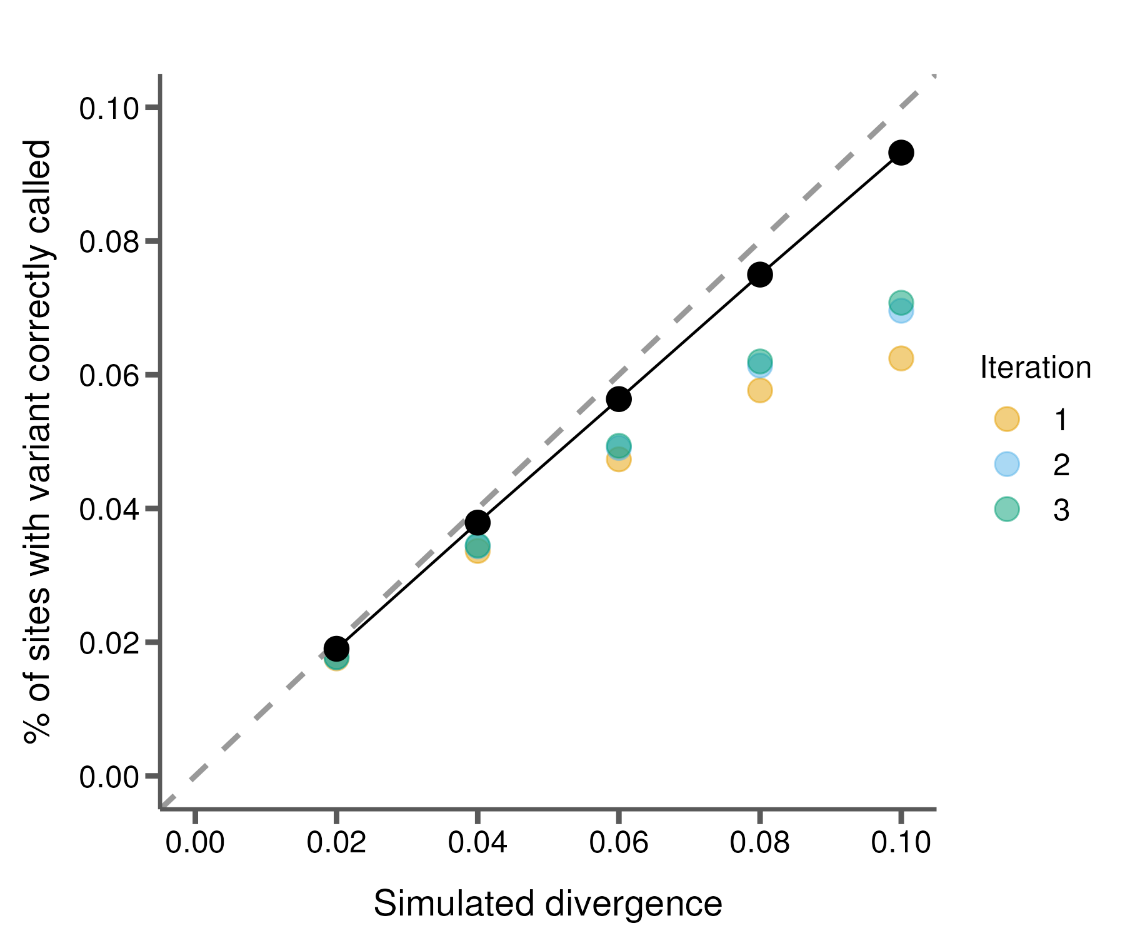 % of sites with variant correctly called
0.10
0.08
0.06
0.04
0.02
0.00
0.00 0.02 0.04 0.06 0.08 0.10
Simulated divergence
Iteration
1
2
3